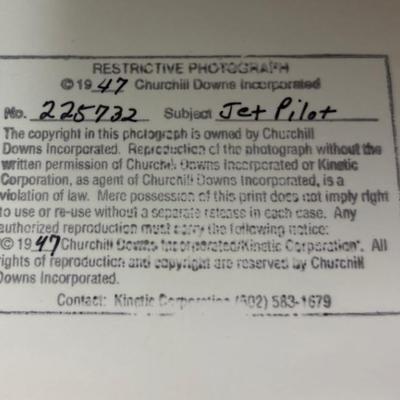 RESTRICTIVE PHOTOGRAPH
© 1947 Churchill Downs Incorporated
No. 225732 Subject Jet Pilot
The copyright in this photograph is owned by Churchill
Downs Incorporated. Reproduction of the photograph without the
written permission of Churchill Downs Incorporated or Kinetic
Corporation, as agent of Churchill Downs Incorporated, is a
violation of law. Mere possession of this print does not imply right
to use or re-use without a separate release in each case. Any
authorized reproduction must carry the following notice:
© 1947 Churchill Downs Incorporated/Kinetic Corporation". All
rights of reproduction and copyright are reserved by Churchill
Downs Incorporated.
Contact: Kinetic Corporation (502) 583-1679